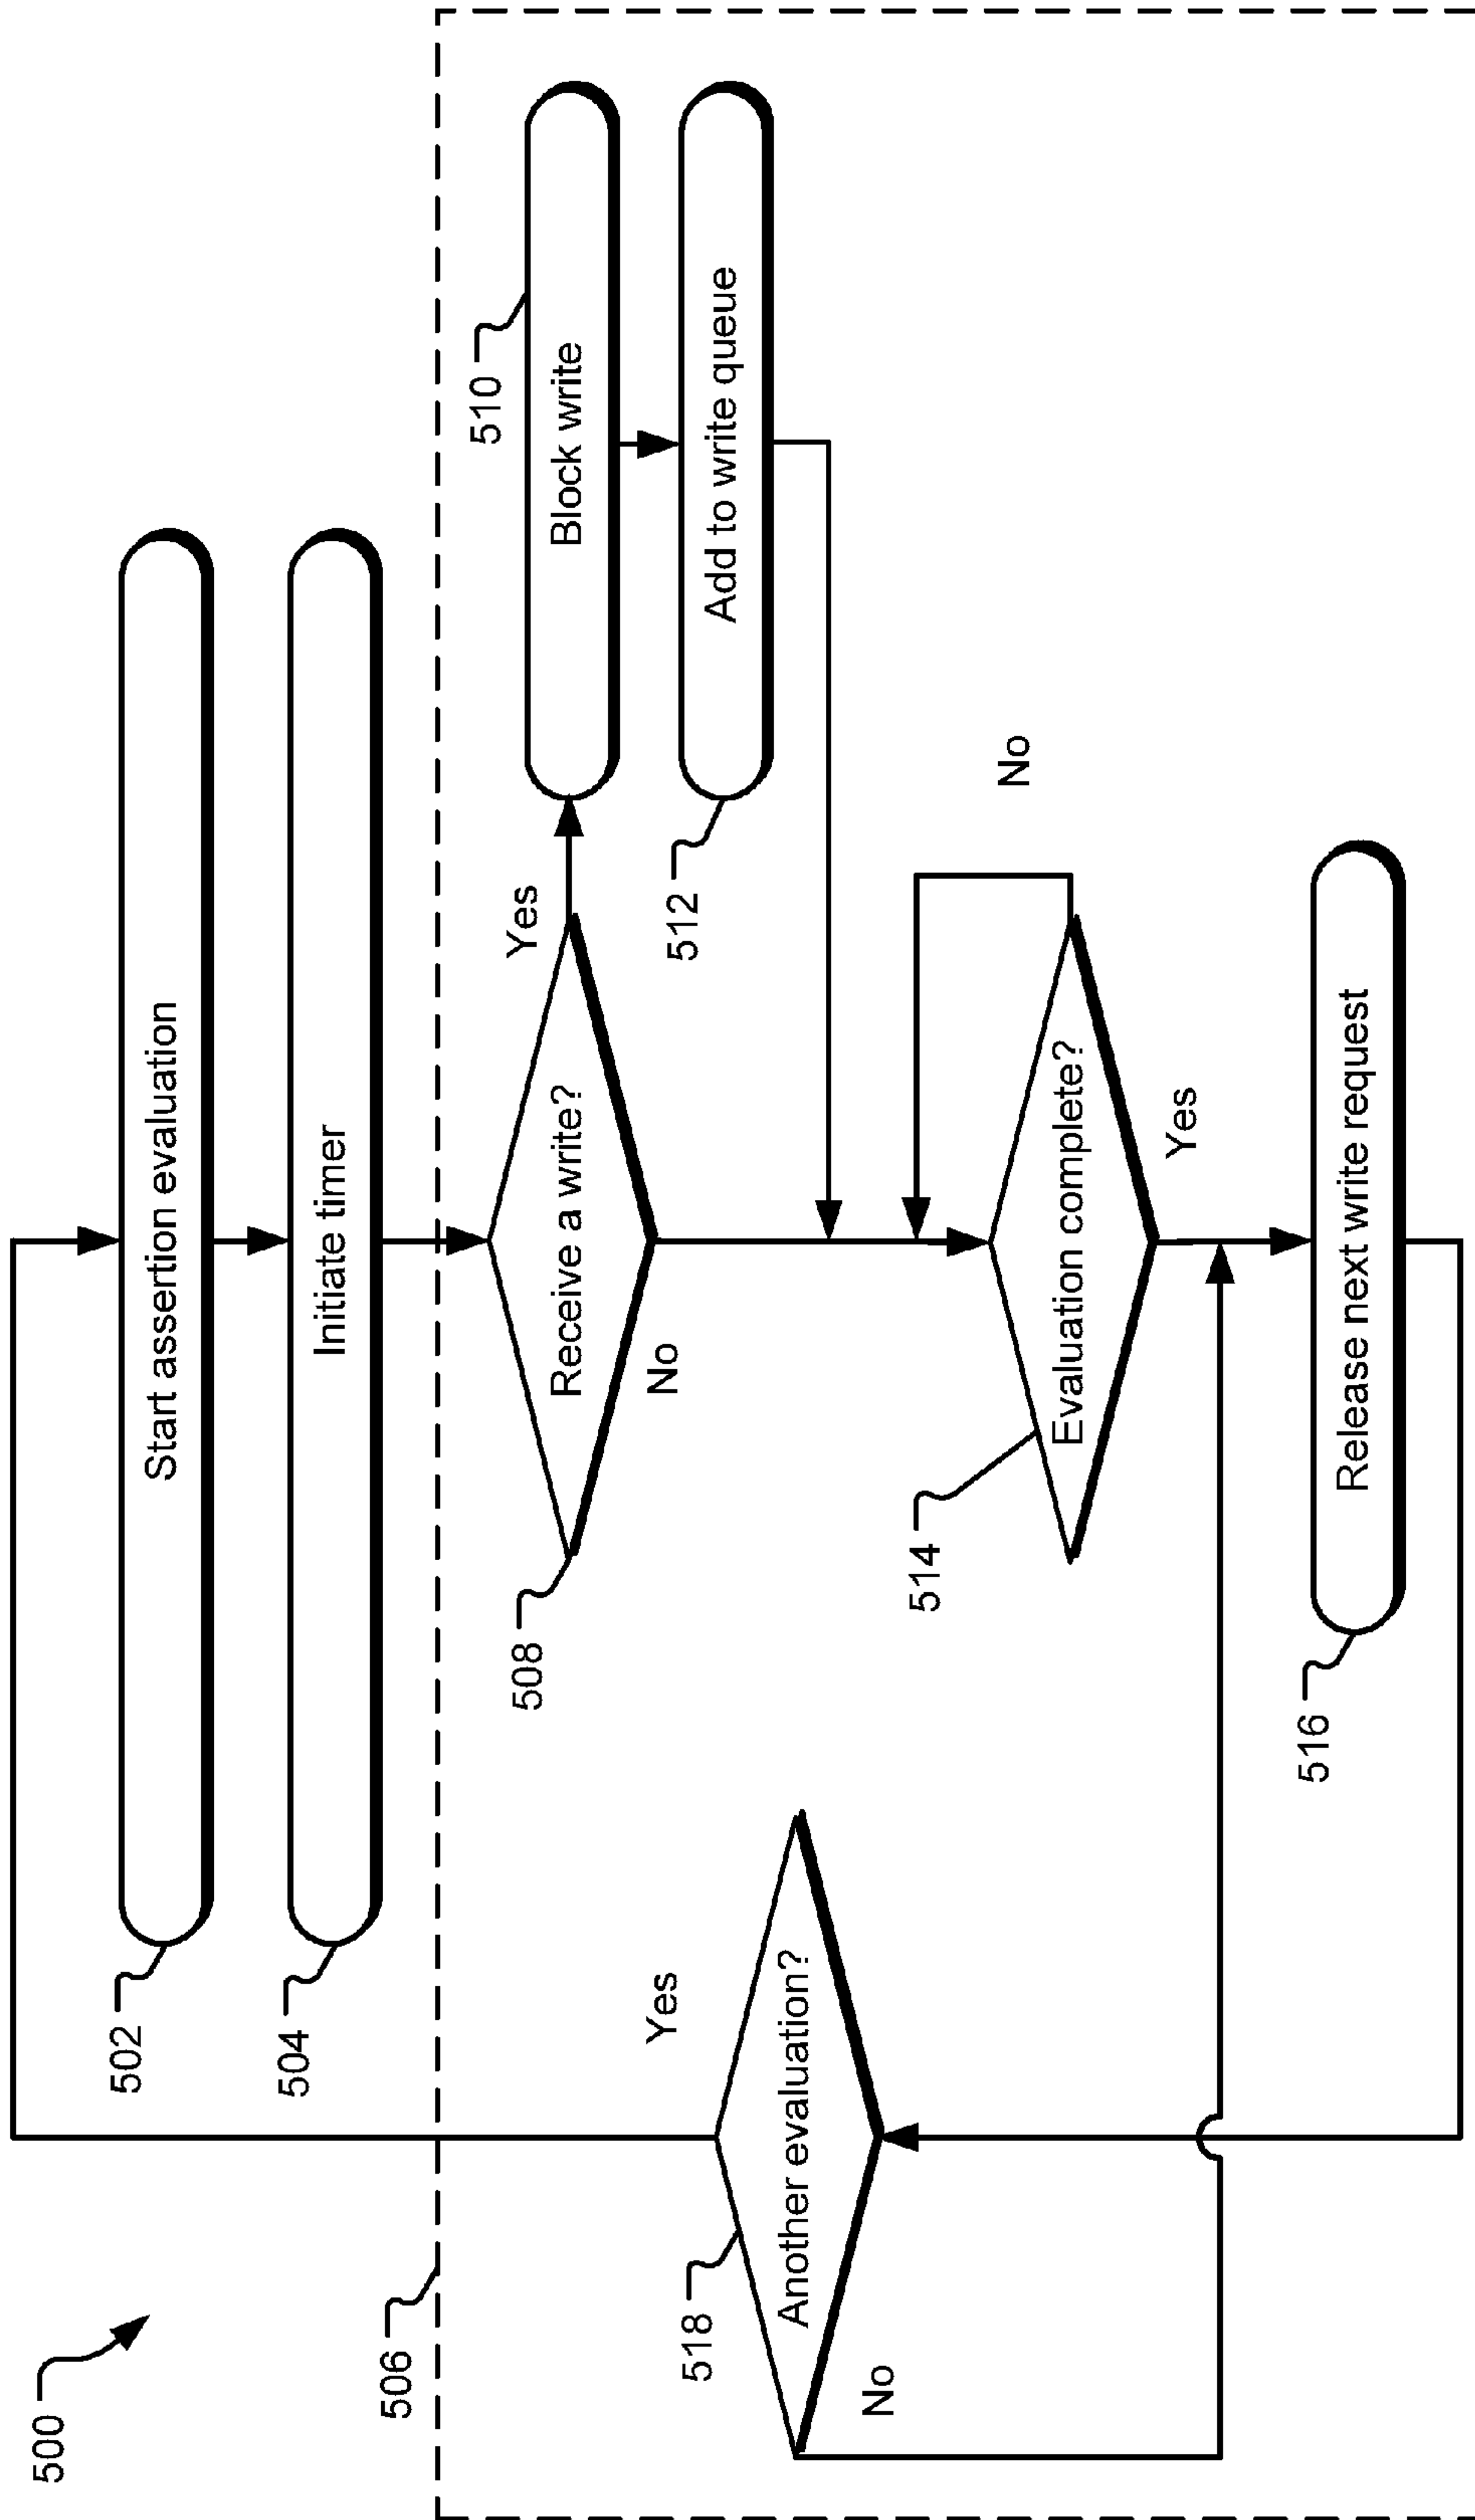 500
502
Start assertion evaluation
504
Initiate timer
506
508
Receive a write?
Yes
510
Block write
No
512
Add to write queue
518
Another evaluation?
Yes
No
514
Evaluation complete?
No
Yes
516
Release next write request